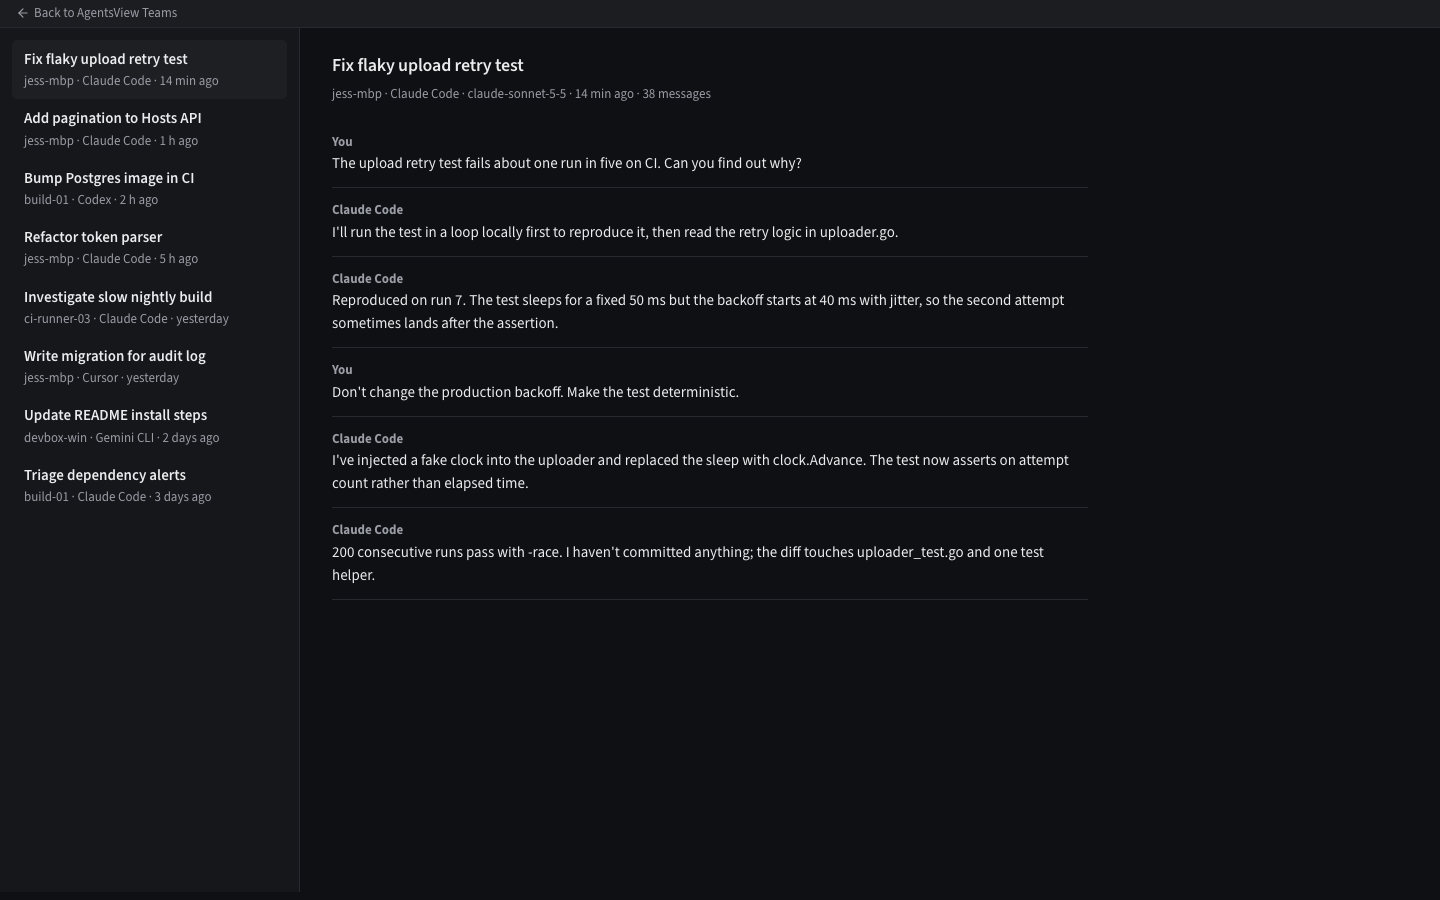 Back to AgentsView Teams
Fix flaky upload retry test
jess-mbp · Claude Code · 14 min ago
Add pagination to Hosts API
jess-mbp · Claude Code · 1 h ago
Bump Postgres image in CI
build-01 · Codex · 2 h ago
Refactor token parser
jess-mbp · Claude Code · 5 h ago
Investigate slow nightly build
ci-runner-03 · Claude Code · yesterday
Write migration for audit log
jess-mbp · Cursor · yesterday
Update README install steps
devbox-win · Gemini CLI · 2 days ago
Triage dependency alerts
build-01 · Claude Code · 3 days ago
Fix flaky upload retry test
jess-mbp · Claude Code · claude-sonnet-5-5 · 14 min ago · 38 messages
You
The upload retry test fails about one run in five on CI. Can you find out why?
Claude Code
I'll run the test in a loop locally first to reproduce it, then read the retry logic in uploader.go.
Claude Code
Reproduced on run 7. The test sleeps for a fixed 50 ms but the backoff starts at 40 ms with jitter, so the second attempt
sometimes lands after the assertion.
You
Don't change the production backoff. Make the test deterministic.
Claude Code
I've injected a fake clock into the uploader and replaced the sleep with clock.Advance. The test now asserts on attempt
count rather than elapsed time.
Claude Code
200 consecutive runs pass with -race. I haven't committed anything; the diff touches uploader_test.go and one test
helper.